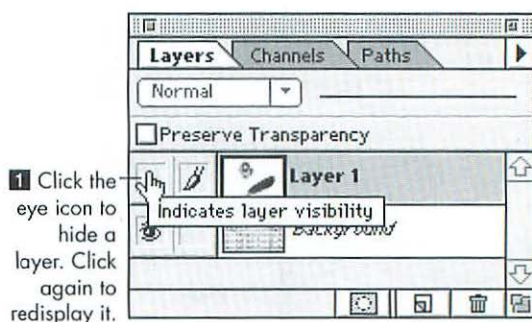 Layers Channels Paths
Normal
Preserve Transparency
Layer 1
Indicates layer visibility
Background
1 Click the
eye icon to
hide a
layer. Click
again to
redisplay it.